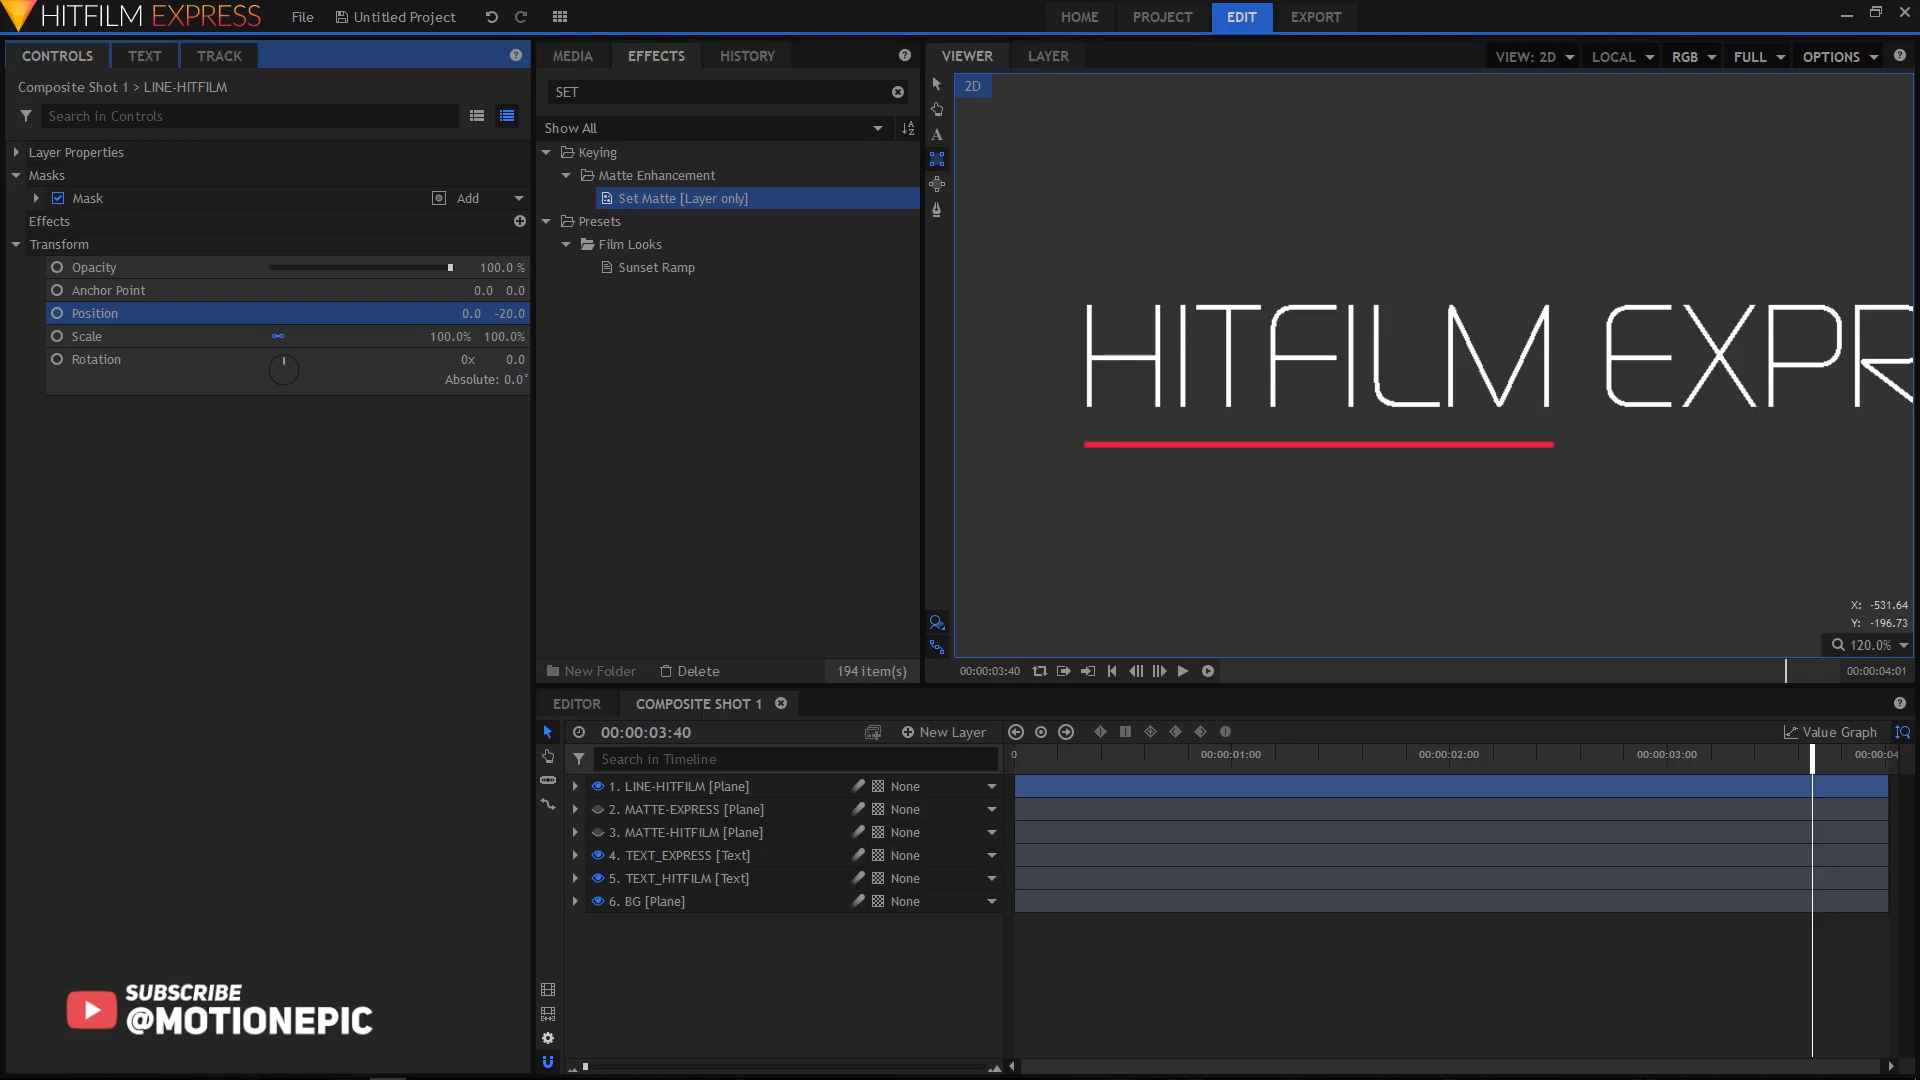 HITFILM EXPRESS
File
Untitled Project
HOME
PROJECT
EDIT
EXPORT
CONTROLS
TEXT
TRACK
Composite Shot 1 > LINE-HITFILM
Search in Controls
Layer Properties
Masks
Mask
Add
Effects
Transform
Opacity
100.0 %
Anchor Point
0.0 0.0
Position
0.0 -20.0
Scale
100.0% 100.0%
Rotation
0x 0.0
Absolute: 0.0°
SUBSCRIBE
@MOTIONEPIC
MEDIA
EFFECTS
HISTORY
SET
Show All
Keying
Matte Enhancement
Set Matte [Layer only]
Presets
Film Looks
Sunset Ramp
New Folder
Delete
194 item(s)
VIEWER
LAYER
VIEW: 2D
LOCAL
RGB
FULL
OPTIONS
2D
HITFILM EXPR
X: -531.64
Y: -196.73
120.0%
00:00:03:40
00:00:04:01
EDITOR
COMPOSITE SHOT 1
00:00:03:40
New Layer
Value Graph
Search in Timeline
0
00:00:01:00
00:00:02:00
00:00:03:00
00:00:04
1. LINE-HITFILM [Plane]
None
2. MATTE-EXPRESS [Plane]
None
3. MATTE-HITFILM [Plane]
None
4. TEXT_EXPRESS [Text]
None
5. TEXT_HITFILM [Text]
None
6. BG [Plane]
None